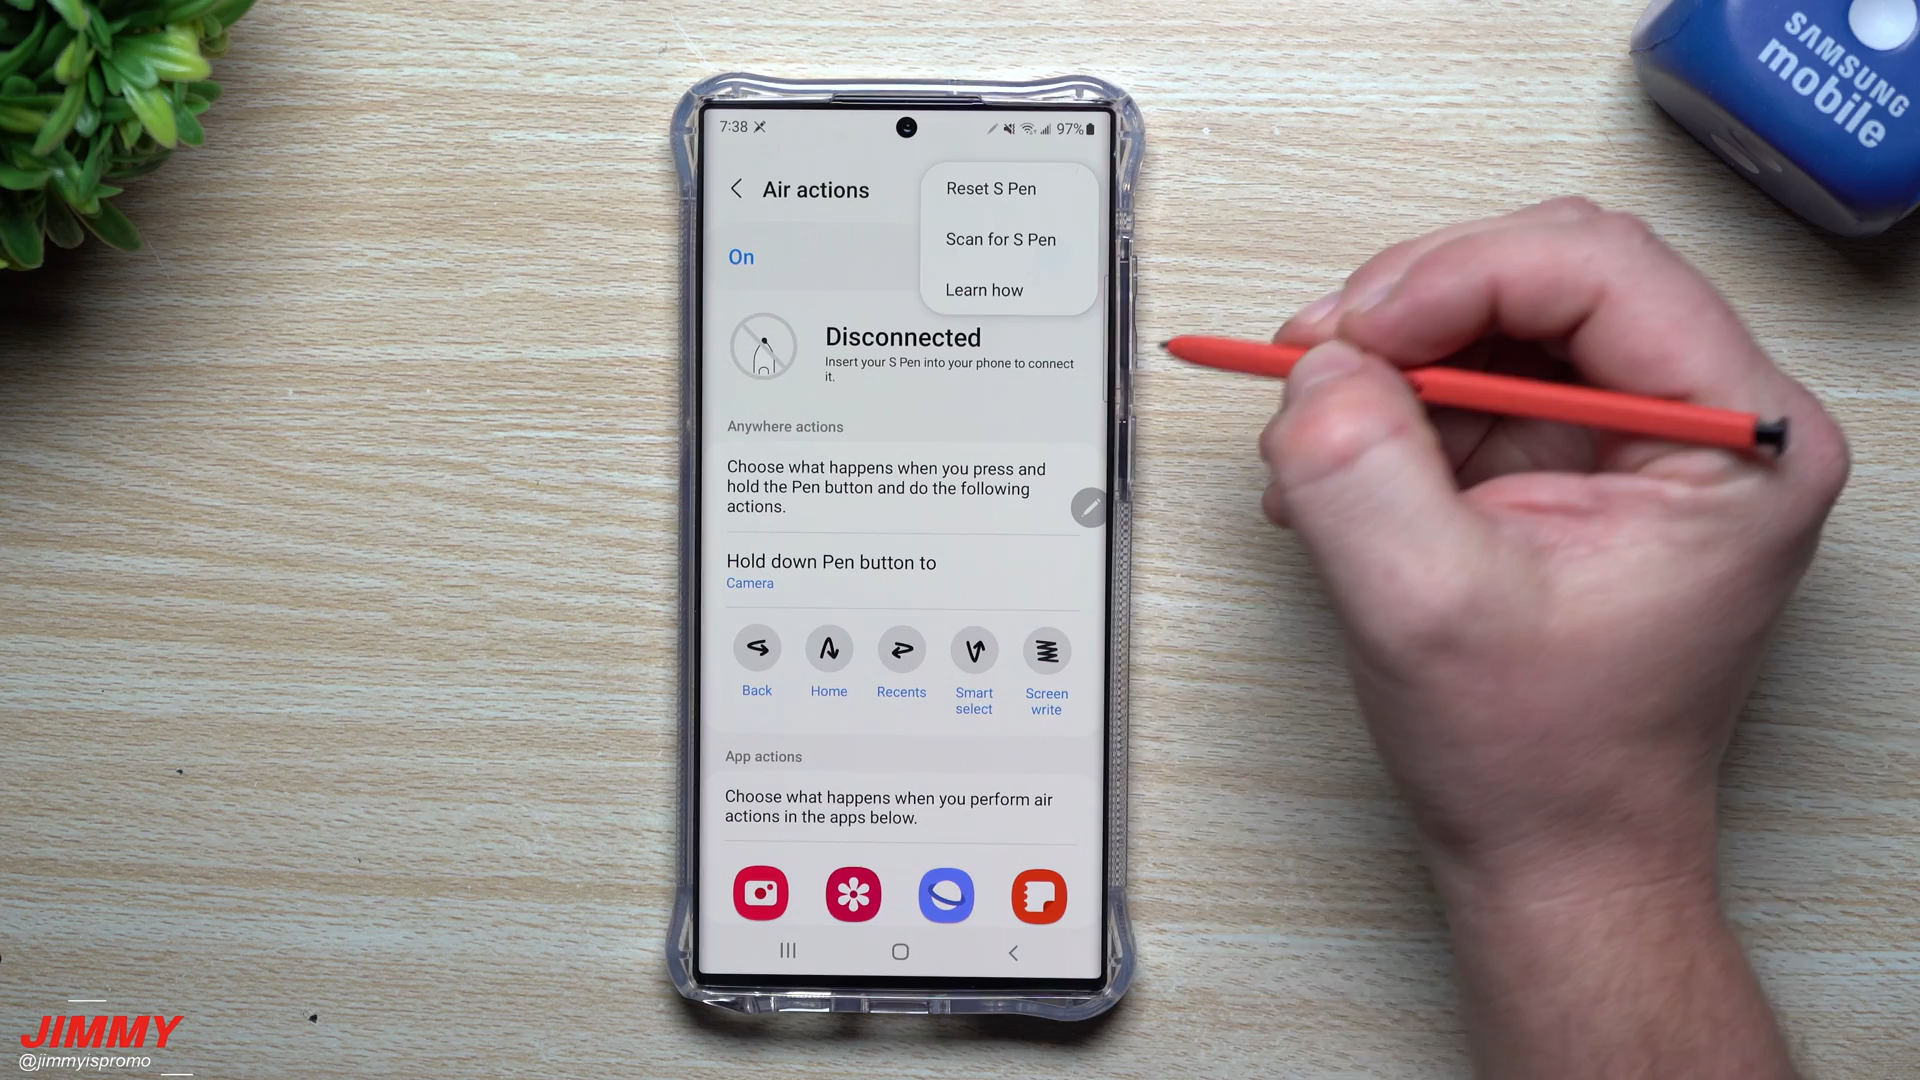 SAMSUNG
mobile
7:38
97%
Air actions
Reset S Pen
Scan for S Pen
Learn how
On
Disconnected
Insert your S Pen into your phone to connect
it.
Anywhere actions
Choose what happens when you press and
hold the Pen button and do the following
actions.
Hold down Pen button to
Camera
Back
Home
Recents
Smart
select
Screen
write
App actions
Choose what happens when you perform air
actions in the apps below.
JIMMY
@jimmyispromo